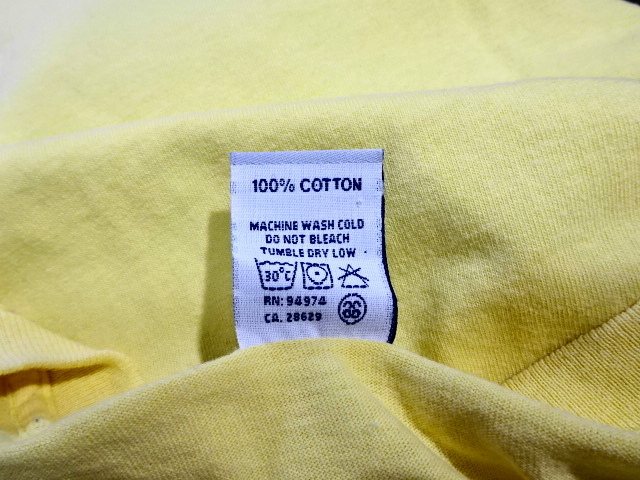 100% COTTON
MACHINE WASH COLD
DO NOT BLEACH
TUMBLE DRY LOW
30°C
RN: 94974
CA. 28629